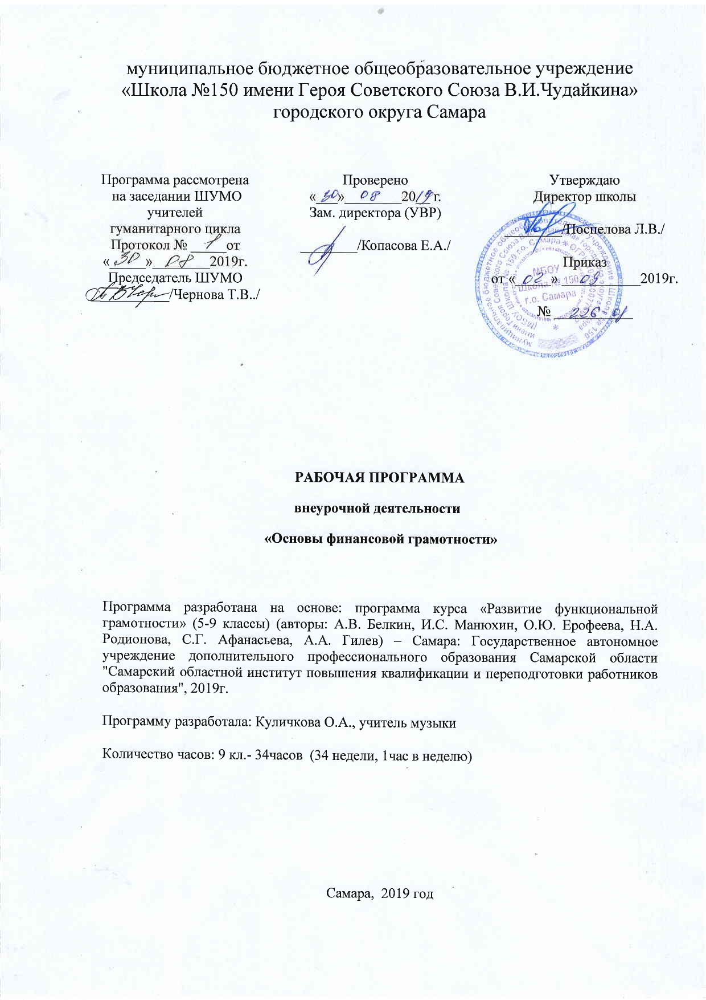 муниципальное бюджетное общеобразовательное учреждение
«Школа №150 имени Героя Советского Союза В.И.Чудайкина»
городского округа Самара
Программа рассмотрена
на заседании ШУМО
учителей
гуманитарного цикла
Протокол № 1 от
«30» 08 2019г.
Председатель ШУМО
/Чернова Т.В../
Проверено
«30» 08 2019 г.
Зам. директора (УВР)
/Копасова Е.А./
Утверждаю
Директор школы
/Поспелова Л.В./
Приказ
от «02» 09 2019г.
№ 226-од
МБОУ
Школа № 150
г.о. Самара
РАБОЧАЯ ПРОГРАММА
внеурочной деятельности
«Основы финансовой грамотности»
Программа разработана на основе: программа курса «Развитие функциональной
грамотности» (5-9 классы) (авторы: А.В. Белкин, И.С. Манюхин, О.Ю. Ерофеева, Н.А.
Родионова, С.Г. Афанасьева, А.А. Гилев) – Самара: Государственное автономное
учреждение дополнительного профессионального образования Самарской области
"Самарский областной институт повышения квалификации и переподготовки работников
образования", 2019г.
Программу разработала: Куличкова О.А., учитель музыки
Количество часов: 9 кл.- 34часов (34 недели, 1час в неделю)
Самара, 2019 год